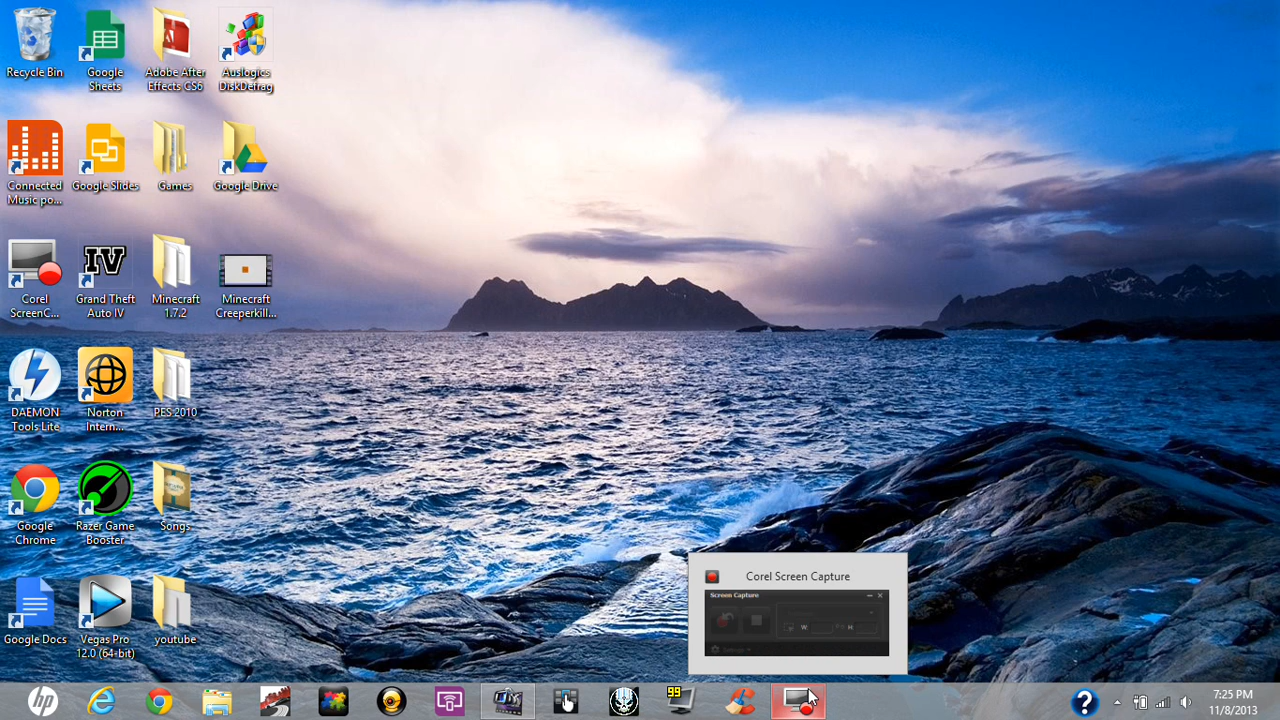 Recycle Bin
Google
Sheets
Adobe After
Effects CS6
Auslogics
DiskDefrag
Connected
Music po...
Google Slides
Games
Google Drive
IV
Corel
ScreenC...
Grand Theft
Auto IV
Minecraft
1.7.2
Minecraft
Creeperkill...
DAEMON
Tools Lite
Norton
Intern...
PES 2010
Google
Chrome
Razer Game
Booster
Songs
Google Docs
Vegas Pro
12.0 (64-bit)
youtube
Corel Screen Capture
Screen Capture
W:
H:
Settings
hp
99
?
7:25 PM
11/8/2013